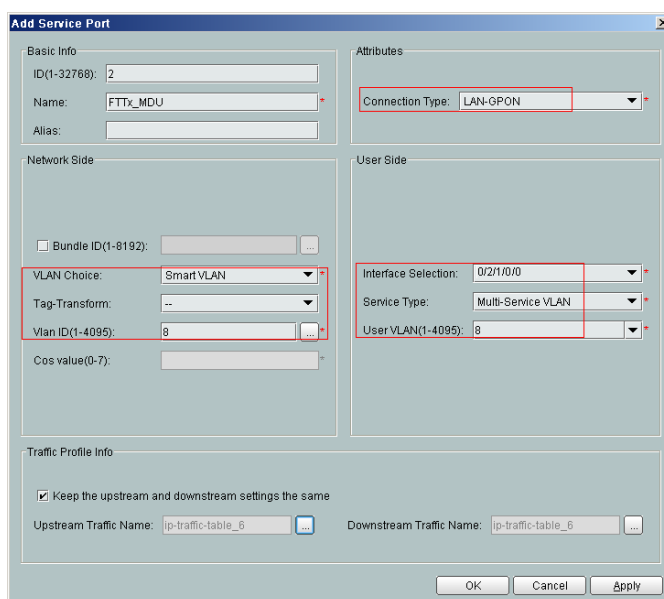 Add Service Port
Basic Info
ID(1-32768): 2
Name: FTTx_MDU *
Alias:
Attributes
Connection Type: LAN-GPON *
Network Side
Bundle ID(1-8192): ...
VLAN Choice: Smart VLAN *
Tag-Transform: --
Vlan ID(1-4095): 8 ... *
Cos value(0-7): *
User Side
Interface Selection: 0/2/1/0/0 *
Service Type: Multi-Service VLAN *
User VLAN(1-4095): 8 *
Traffic Profile Info
Keep the upstream and downstream settings the same
Upstream Traffic Name: ip-traffic-table_6 ... Downstream Traffic Name: ip-traffic-table_6 ...
OK Cancel Apply